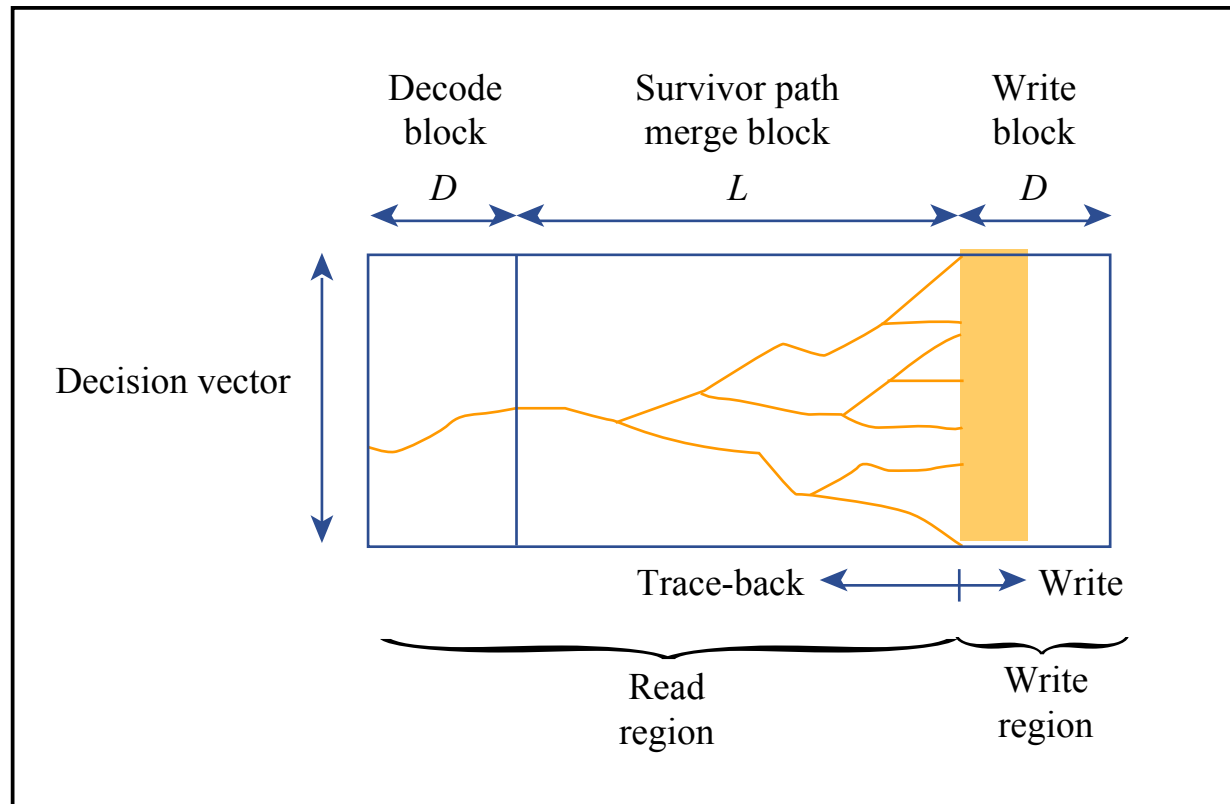 Decode
block
Survivor path
merge block
Write
block
D
L
D
Decision vector
Trace-back
Write
Read
region
Write
region